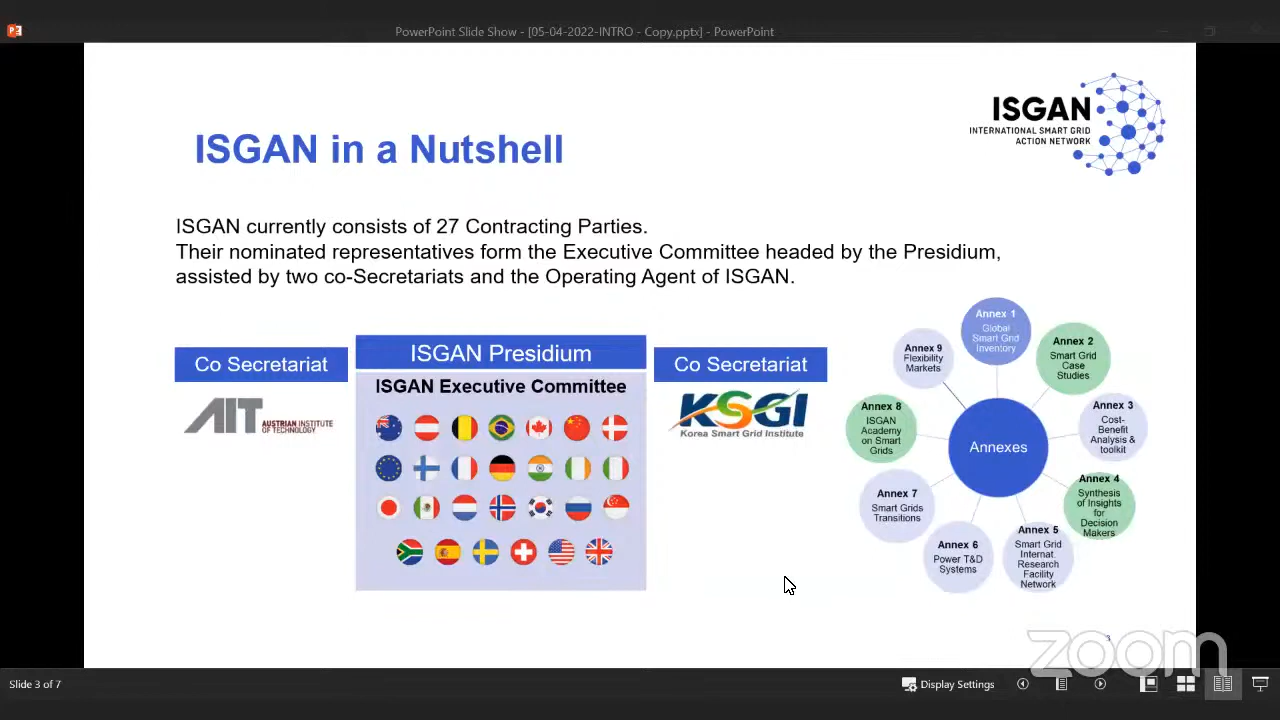 PowerPoint Slide Show - [05-04-2022-INTRO - Copy.pptx] - PowerPoint
ISGAN
INTERNATIONAL SMART GRID
ACTION NETWORK
ISGAN in a Nutshell
ISGAN currently consists of 27 Contracting Parties.
Their nominated representatives form the Executive Committee headed by the Presidium,
assisted by two co-Secretariats and the Operating Agent of ISGAN.
Co Secretariat
AIT
AUSTRIAN INSTITUTE
OF TECHNOLOGY
ISGAN Presidium
ISGAN Executive Committee
Co Secretariat
KSGI
Korea Smart Grid Institute
Annexes
Annex 1
Global
Smart Grid
Inventory
Annex 2
Smart Grid
Case
Studies
Annex 3
Cost-
Benefit
Analysis &
toolkit
Annex 4
Synthesis
of Insights
for
Decision
Makers
Annex 5
Smart Grid
Internat.
Research
Facility
Network
Annex 6
Power T&D
Systems
Annex 7
Smart Grids
Transitions
Annex 8
ISGAN
Academy
on Smart
Grids
Annex 9
Flexibility
Markets
3
zoom
Slide 3 of 7
Display Settings